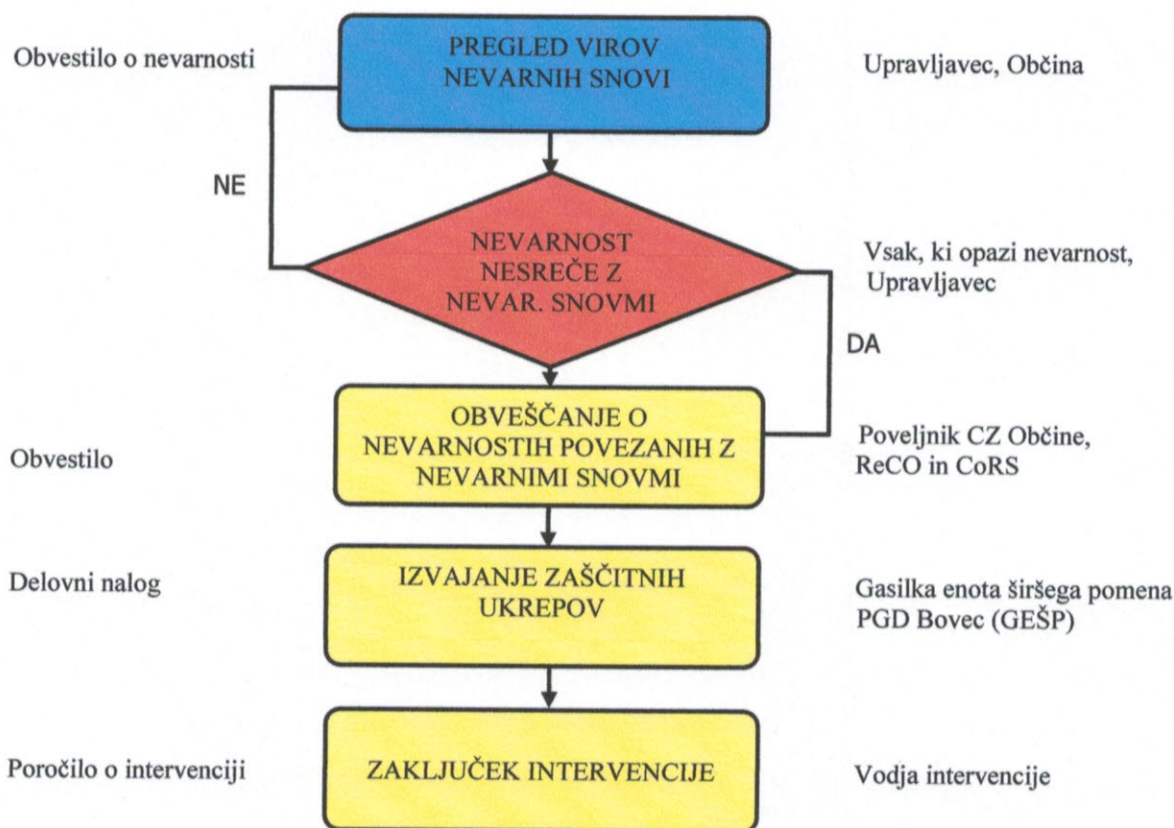 Obvestilo o nevarnosti
PREGLED VIROV
NEVARNIH SNOVI
Upravljavec, Občina
NE
NEVARNOST
NESREČE Z
NEVAR. SNOVMI
Vsak, ki opazi nevarnost,
Upravljavec
DA
Obvestilo
OBVEŠČANJE O
NEVARNOSTIH POVEZANIH Z
NEVARNIMI SNOVMI
Poveljnik CZ Občine,
ReCO in CoRS
Delovni nalog
IZVAJANJE ZAŠČITNIH
UKREPOV
Gasilka enota širšega pomena
PGD Bovec (GEŠP)
Poročilo o intervenciji
ZAKLJUČEK INTERVENCIJE
Vodja intervencije